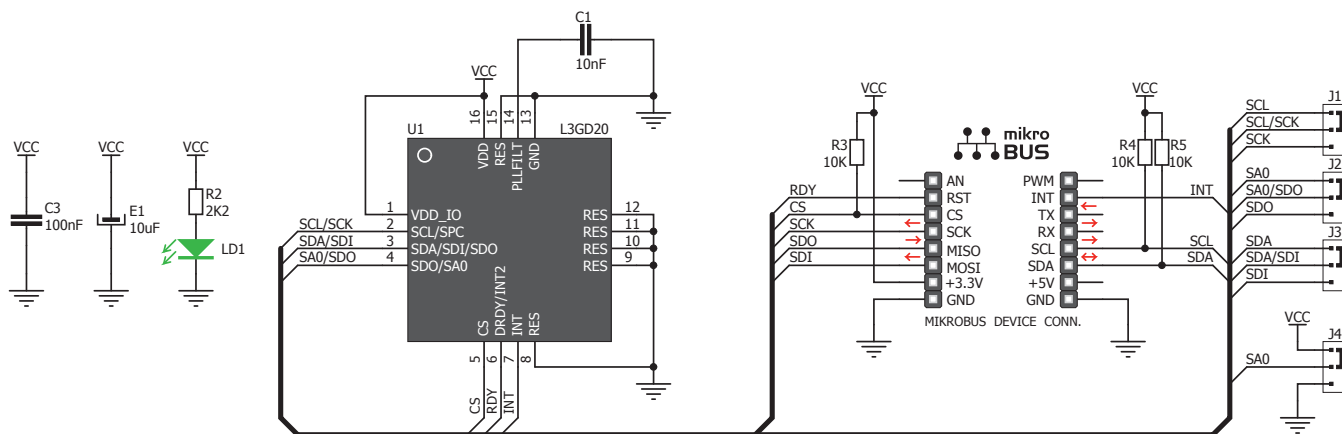 VCC
C3
100nF
VCC
E1
10uF
VCC
R2
2K2
LD1
C1
10nF
VCC
16
15
14
13
U1
L3GD20
VDD
RES
PLLFILT
GND
1
VDD_IO
SCL/SCK
2
SCL/SPC
SDA/SDI
3
SDA/SDI/SDO
SA0/SDO
4
SDO/SA0
RES
12
RES
11
RES
10
RES
9
CS
DRDY/INT2
INT
RES
5
6
7
8
CS
RDY
INT
VCC
R3
10K
mikro
BUS
VCC
R4
10K
R5
10K
RDY
CS
SCK
SDO
SDI
AN
RST
CS
SCK
MISO
MOSI
+3.3V
GND
PWM
INT
TX
RX
SCL
SDA
+5V
GND
INT
SCL
SDA
MIKROBUS DEVICE CONN.
J1
SCL
SCL/SCK
SCK
J2
SA0
SA0/SDO
SDO
J3
SDA
SDA/SDI
SDI
VCC
J4
SA0